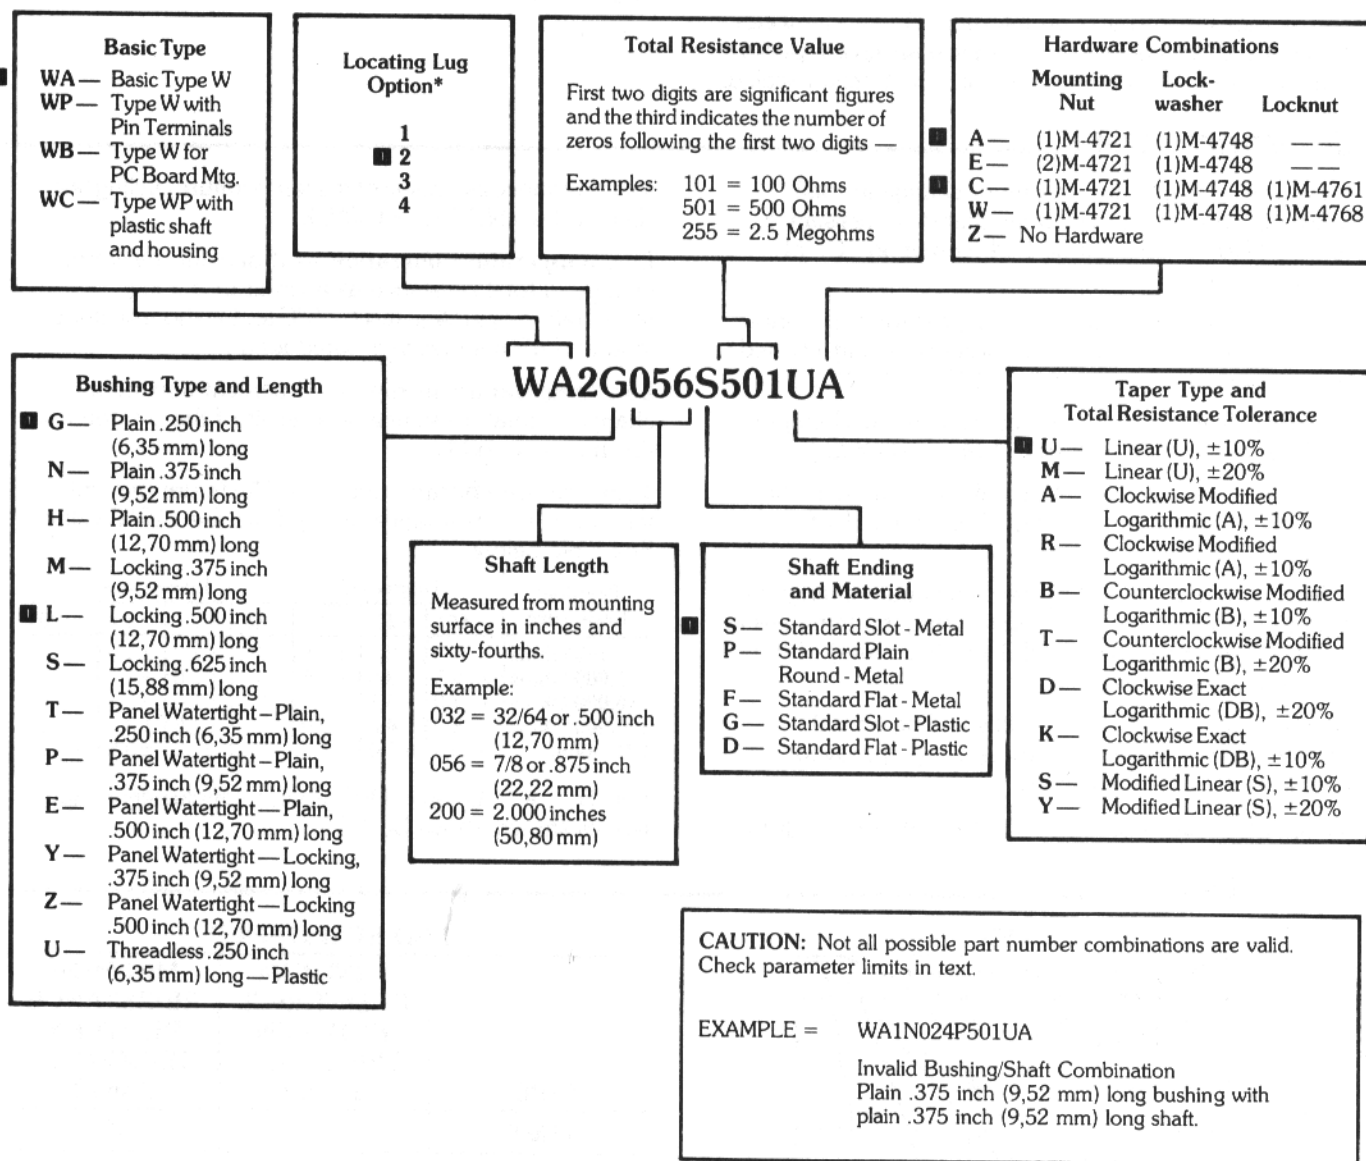 Basic Type
WA— Basic Type W
WP— Type W with
Pin Terminals
WB— Type W for
PC Board Mtg.
WC— Type WP with
plastic shaft
and housing
Locating Lug
Option*
1
2
3
4
Total Resistance Value
First two digits are significant figures
and the third indicates the number of
zeros following the first two digits —
Examples: 101 = 100 Ohms
501 = 500 Ohms
255 = 2.5 Megohms
Hardware Combinations
Mounting Lock-
Nut washer Locknut
A— (1)M-4721 (1)M-4748 — —
E— (2)M-4721 (1)M-4748 — —
C— (1)M-4721 (1)M-4748 (1)M-4761
W— (1)M-4721 (1)M-4748 (1)M-4768
Z— No Hardware
WA2G056S501UA
Bushing Type and Length
G— Plain .250 inch
(6,35 mm) long
N— Plain .375 inch
(9,52 mm) long
H— Plain .500 inch
(12,70 mm) long
M— Locking .375 inch
(9,52 mm) long
L— Locking .500 inch
(12,70 mm) long
S— Locking .625 inch
(15,88 mm) long
T— Panel Watertight – Plain,
.250 inch (6,35 mm) long
P— Panel Watertight – Plain,
.375 inch (9,52 mm) long
E— Panel Watertight — Plain,
.500 inch (12,70 mm) long
Y— Panel Watertight — Locking,
.375 inch (9,52 mm) long
Z— Panel Watertight — Locking
.500 inch (12,70 mm) long
U— Threadless .250 inch
(6,35 mm) long — Plastic
Shaft Length
Measured from mounting
surface in inches and
sixty-fourths.
Example:
032 = 32/64 or .500 inch
(12,70 mm)
056 = 7/8 or .875 inch
(22,22 mm)
200 = 2.000 inches
(50,80 mm)
Shaft Ending
and Material
S— Standard Slot - Metal
P— Standard Plain
Round - Metal
F— Standard Flat - Metal
G— Standard Slot - Plastic
D— Standard Flat - Plastic
Taper Type and
Total Resistance Tolerance
U— Linear (U), ±10%
M— Linear (U), ±20%
A— Clockwise Modified
Logarithmic (A), ±10%
R— Clockwise Modified
Logarithmic (A), ±10%
B— Counterclockwise Modified
Logarithmic (B), ±10%
T— Counterclockwise Modified
Logarithmic (B), ±20%
D— Clockwise Exact
Logarithmic (DB), ±20%
K— Clockwise Exact
Logarithmic (DB), ±10%
S— Modified Linear (S), ±10%
Y— Modified Linear (S), ±20%
CAUTION: Not all possible part number combinations are valid.
Check parameter limits in text.
EXAMPLE = WA1N024P501UA
Invalid Bushing/Shaft Combination
Plain .375 inch (9,52 mm) long bushing with
plain .375 inch (9,52 mm) long shaft.